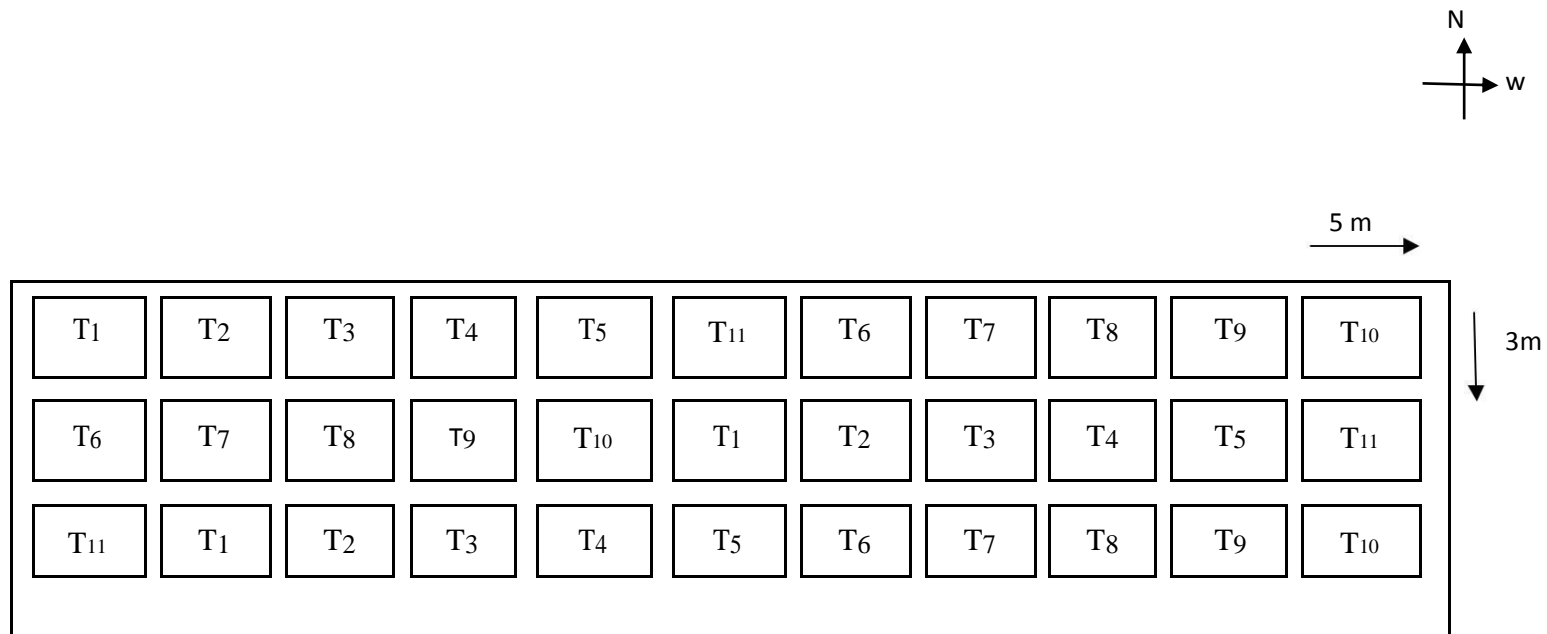 N
w
5 m
T1 T2 T3 T4 T5 T11 T6 T7 T8 T9 T10
3m
T6 T7 T8 T9 T10 T1 T2 T3 T4 T5 T11
T11 T1 T2 T3 T4 T5 T6 T7 T8 T9 T10